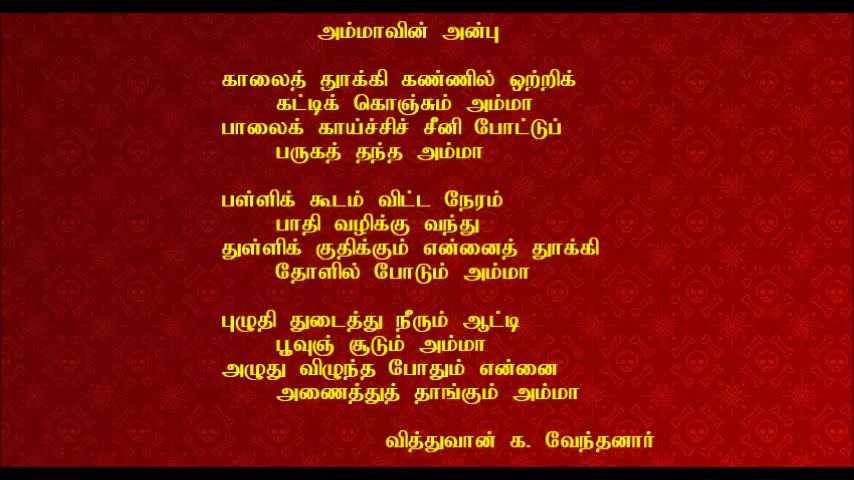 அம்மாவின் அன்பு
காலைத் தூக்கி கண்ணில் ஒற்றிக்
கட்டிக் கொஞ்சும் அம்மா
பாலைக் காய்ச்சிச் சீனி போட்டுப்
பருகத் தந்த அம்மா
பள்ளிக் கூடம் விட்ட நேரம்
பாதி வழிக்கு வந்து
துள்ளிக் குதிக்கும் என்னைத் தூக்கி
தோளில் போடும் அம்மா
புழுதி துடைத்து நீரும் ஆட்டி
பூவுஞ் சூடும் அம்மா
அழுது விழுந்த போதும் என்னை
அணைத்துத் தாங்கும் அம்மா
வித்துவான் க. வேந்தனார்